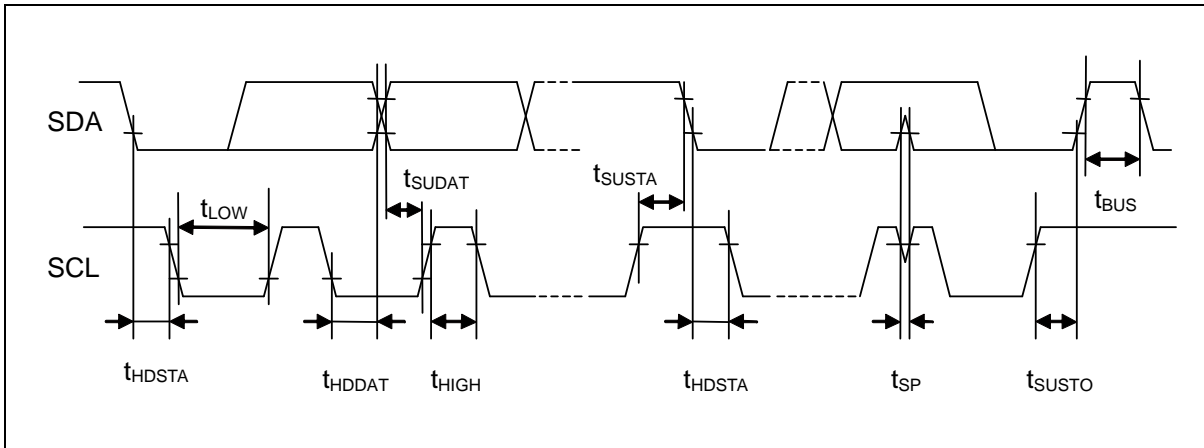 SDA
tSUDAT
tSUSTA
tLOW
tBUS
SCL
tHDSTA
tHDDAT
tHIGH
tHDSTA
tSP
tSUSTO